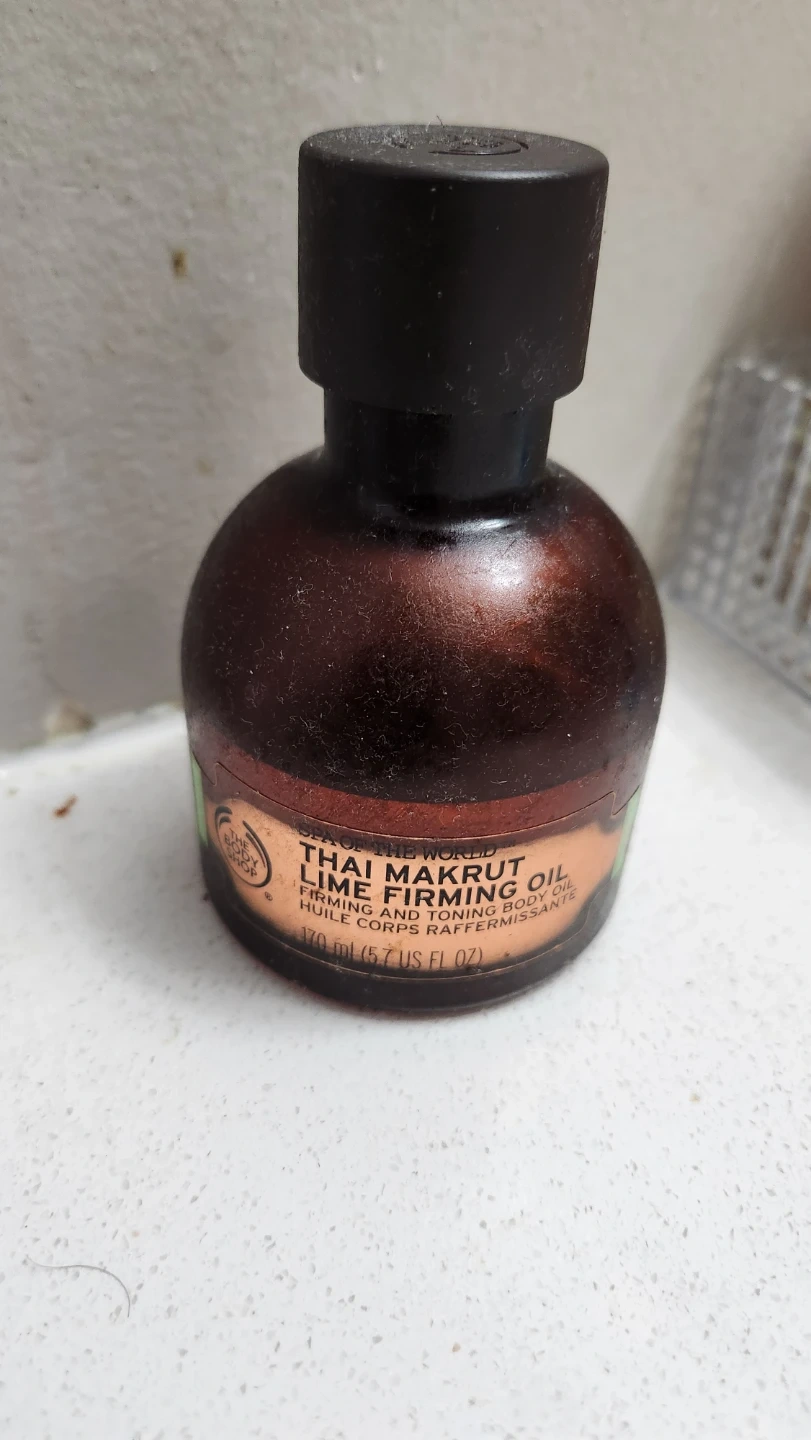 THE
BODY
SHOP
®
SPA OF THE WORLD
THAI MAKRUT
LIME FIRMING OIL
FIRMING AND TONING BODY OIL
HUILE CORPS RAFFERMISSANTE
170 ml (5.7 US FL OZ)